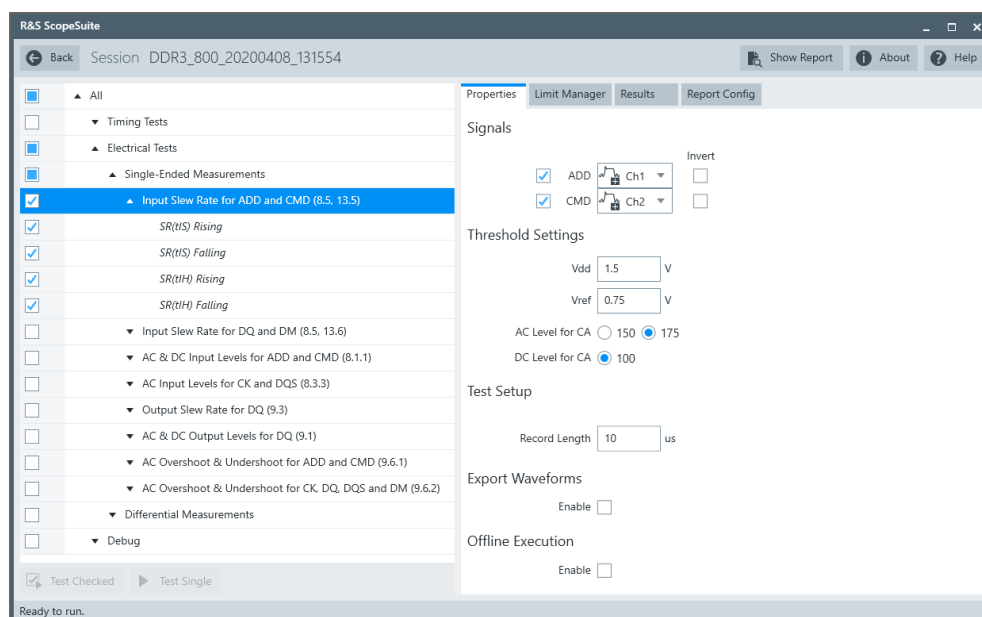 R&S ScopeSuite
Back Session DDR3_800_20200408_131554 Show Report About Help
All
Timing Tests
Electrical Tests
Single-Ended Measurements
Input Slew Rate for ADD and CMD (8.5, 13.5)
SR(tIS) Rising
SR(tIS) Falling
SR(tIH) Rising
SR(tIH) Falling
Input Slew Rate for DQ and DM (8.5, 13.6)
AC & DC Input Levels for ADD and CMD (8.1.1)
AC Input Levels for CK and DQS (8.3.3)
Output Slew Rate for DQ (9.3)
AC & DC Output Levels for DQ (9.1)
AC Overshoot & Undershoot for ADD and CMD (9.6.1)
AC Overshoot & Undershoot for CK, DQ, DQS and DM (9.6.2)
Differential Measurements
Debug
Test Checked Test Single
Properties Limit Manager Results Report Config
Signals
Invert
ADD Ch1
CMD Ch2
Threshold Settings
Vdd 1.5 V
Vref 0.75 V
AC Level for CA 150 175
DC Level for CA 100
Test Setup
Record Length 10 us
Export Waveforms
Enable
Offline Execution
Enable
Ready to run.